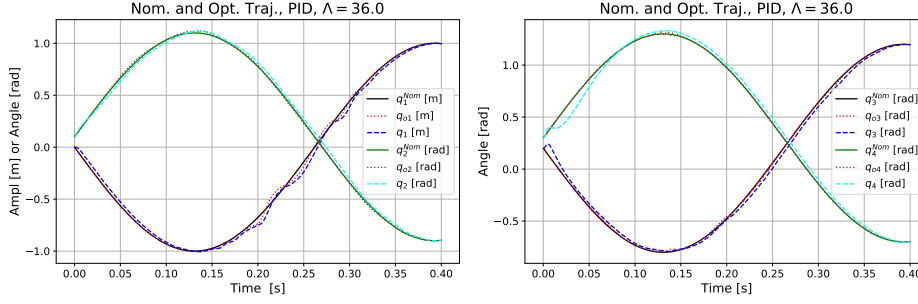 Nom. and Opt. Traj., PID, Λ = 36.0
Ampl [m] or Angle [rad]
1.0
0.5
0.0
−0.5
−1.0
q₁ᴺᵒᵐ [m]
qₒ₁ [m]
q₁ [m]
q₂ᴺᵒᵐ [rad]
qₒ₂ [rad]
q₂ [rad]
0.00 0.05 0.10 0.15 0.20 0.25 0.30 0.35 0.40
Time [s]
Nom. and Opt. Traj., PID, Λ = 36.0
Angle [rad]
1.0
0.5
0.0
−0.5
q₃ᴺᵒᵐ [rad]
qₒ₃ [rad]
q₃ [rad]
q₄ᴺᵒᵐ [rad]
qₒ₄ [rad]
q₄ [rad]
0.00 0.05 0.10 0.15 0.20 0.25 0.30 0.35 0.40
Time [s]